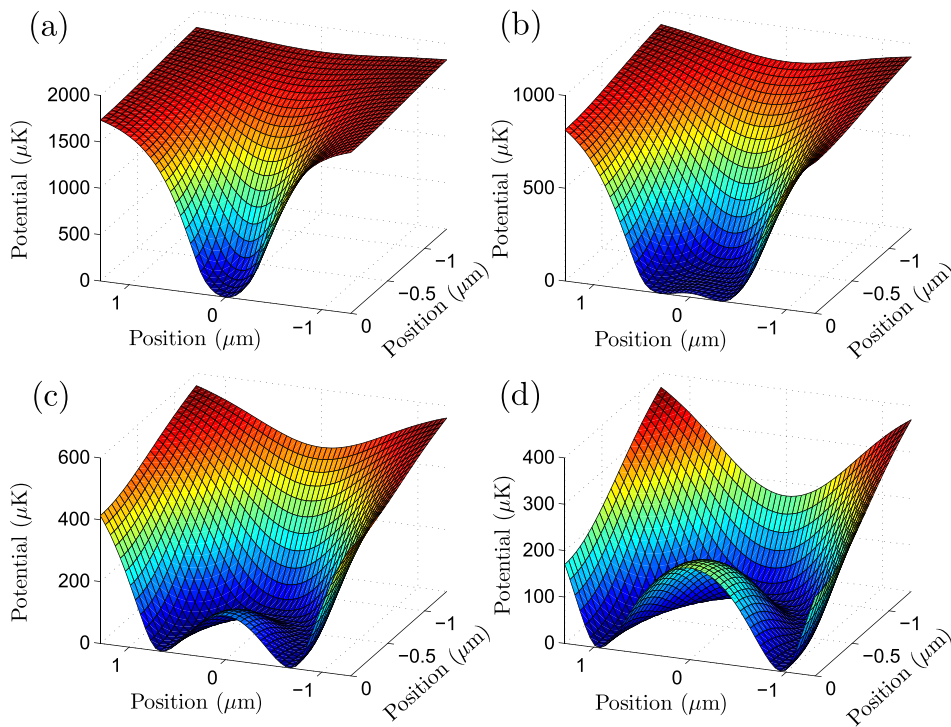 (a)
2000
1500
1000
500
0
Potential (μK)
1
0
−1
Position (μm)
0
−0.5
−1
Position (μm)
(b)
1000
500
0
Potential (μK)
1
0
−1
Position (μm)
0
−0.5
−1
Position (μm)
(c)
600
400
200
0
Potential (μK)
1
0
−1
Position (μm)
0
−0.5
−1
Position (μm)
(d)
400
300
200
100
0
Potential (μK)
1
0
−1
Position (μm)
0
−0.5
−1
Position (μm)